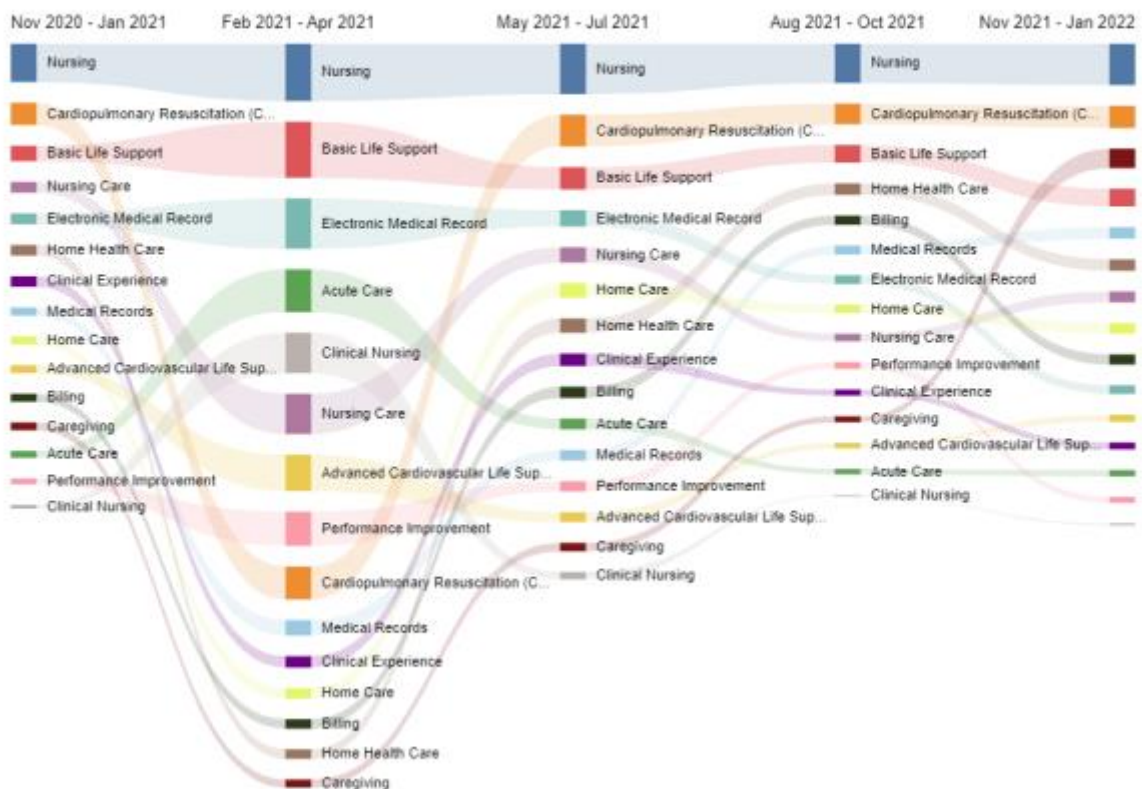 Nov 2020 - Jan 2021
Feb 2021 - Apr 2021
May 2021 - Jul 2021
Aug 2021 - Oct 2021
Nov 2021 - Jan 2022
Nursing
Cardiopulmonary Resuscitation (C...
Basic Life Support
Nursing Care
Electronic Medical Record
Home Health Care
Clinical Experience
Medical Records
Home Care
Advanced Cardiovascular Life Sup...
Billing
Caregiving
Acute Care
Performance Improvement
Clinical Nursing
Nursing
Basic Life Support
Electronic Medical Record
Acute Care
Clinical Nursing
Nursing Care
Advanced Cardiovascular Life Sup...
Performance Improvement
Cardiopulmonary Resuscitation (C...
Medical Records
Clinical Experience
Home Care
Billing
Home Health Care
Caregiving
Nursing
Cardiopulmonary Resuscitation (C...
Basic Life Support
Electronic Medical Record
Nursing Care
Home Care
Home Health Care
Clinical Experience
Billing
Acute Care
Medical Records
Performance Improvement
Advanced Cardiovascular Life Sup...
Caregiving
Clinical Nursing
Nursing
Cardiopulmonary Resuscitation (C...
Basic Life Support
Home Health Care
Billing
Medical Records
Electronic Medical Record
Home Care
Nursing Care
Performance Improvement
Clinical Experience
Caregiving
Advanced Cardiovascular Life Sup...
Acute Care
Clinical Nursing